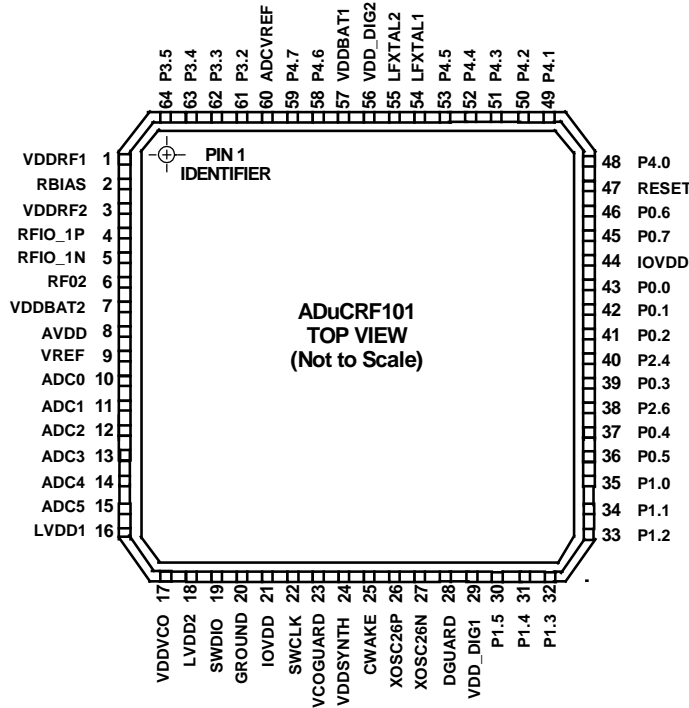 64 P3.5
63 P3.4
62 P3.3
61 P3.2
60 ADCVREF
59 P4.7
58 P4.6
57 VDDBAT1
56 VDD_DIG2
55 LFXTAL2
54 LFXTAL1
53 P4.5
52 P4.4
51 P4.3
50 P4.2
49 P4.1
VDDRF1 1
RBIAS 2
VDDRF2 3
RFIO_1P 4
RFIO_1N 5
RF02 6
VDDBAT2 7
AVDD 8
VREF 9
ADC0 10
ADC1 11
ADC2 12
ADC3 13
ADC4 14
ADC5 15
LVDD1 16
PIN 1
IDENTIFIER
ADuCRF101
TOP VIEW
(Not to Scale)
48 P4.0
47 RESET
46 P0.6
45 P0.7
44 IOVDD
43 P0.0
42 P0.1
41 P0.2
40 P2.4
39 P0.3
38 P2.6
37 P0.4
36 P0.5
35 P1.0
34 P1.1
33 P1.2
VDDVCO 17
LVDD2 18
SWDIO 19
GROUND 20
IOVDD 21
SWCLK 22
VCOGUARD 23
VDDSYNTH 24
CWAKE 25
XOSC26P 26
XOSC26N 27
DGUARD 28
VDD_DIG1 29
P1.5 30
P1.4 31
P1.3 32